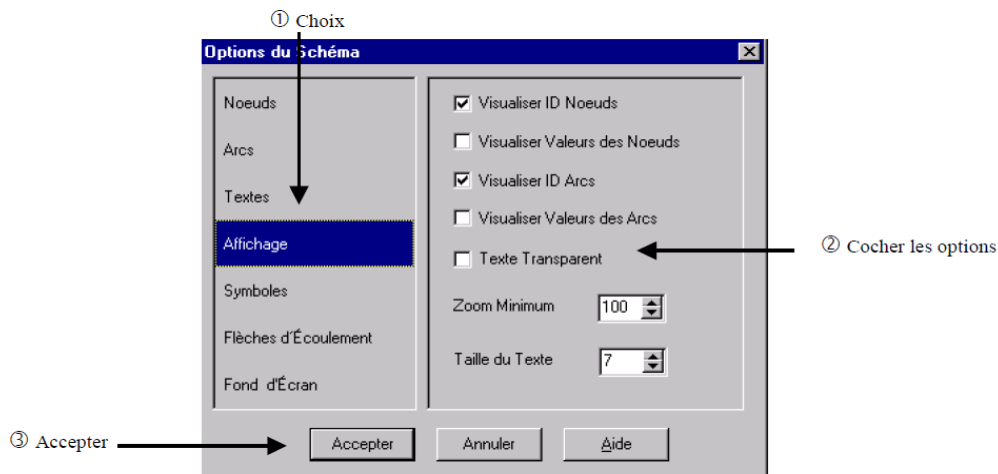 ① Choix
Options du Schéma
Noeuds
Arcs
Textes
Affichage
Symboles
Flèches d'Écoulement
Fond d'Écran
Visualiser ID Noeuds
Visualiser Valeurs des Noeuds
Visualiser ID Arcs
Visualiser Valeurs des Arcs
Texte Transparent
Zoom Minimum 100
Taille du Texte 7
② Cocher les options
③ Accepter
Accepter Annuler Aide